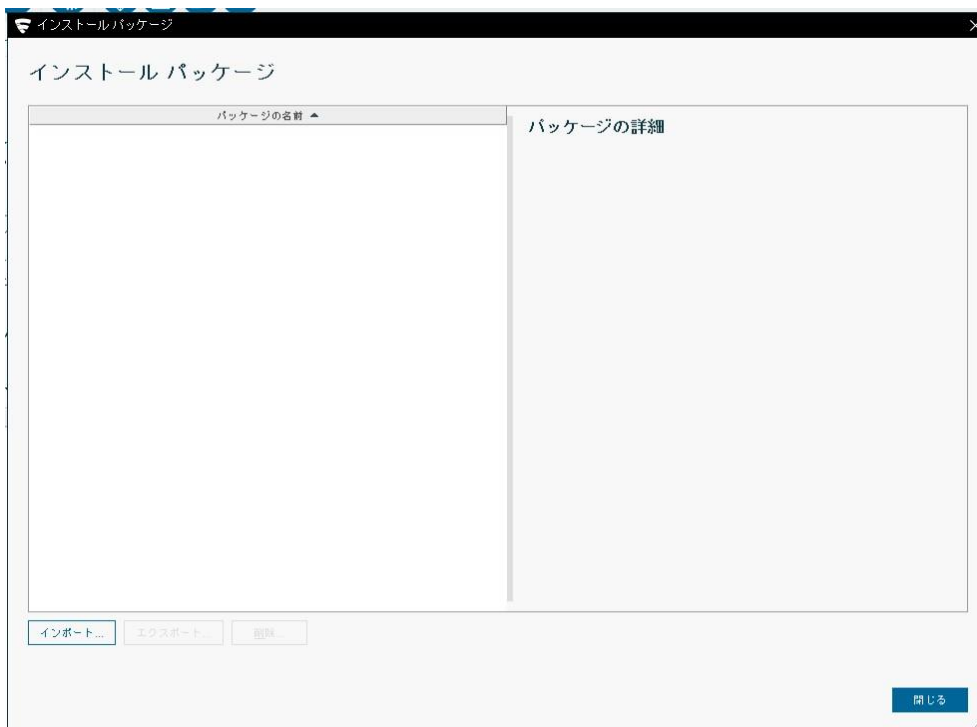 インストール パッケージ
インストール パッケージ
パッケージの名前 ▲
パッケージの詳細
インポート...
エクスポート...
削除...
閉じる